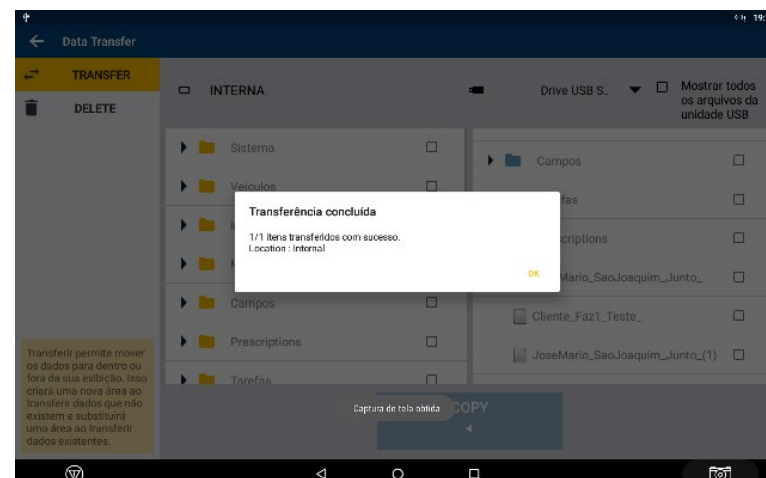 19:
Data Transfer
TRANSFER
DELETE
INTERNA
Drive USB S..
Mostrar todos
os arquivos da
unidade USB
Sistema
Veiculos
Campos
Prescriptions
Tarefas
Campos
fas
criptions
Mario_SaoJoaquim_Junto_
Cliente_Faz1_Teste_
JoseMario_SaoJoaquim_Junto_(1)
Transferência concluída
1/1 Itens transferidos com sucesso.
Location : Internal
OK
Transferir permite mover
os dados para dentro ou
fora da sua exibição. Isso
criará uma nova área ao
transferir dados que não
existem e substituirá
uma área ao transferir
dados existentes.
Captura de tela obtida
COPY